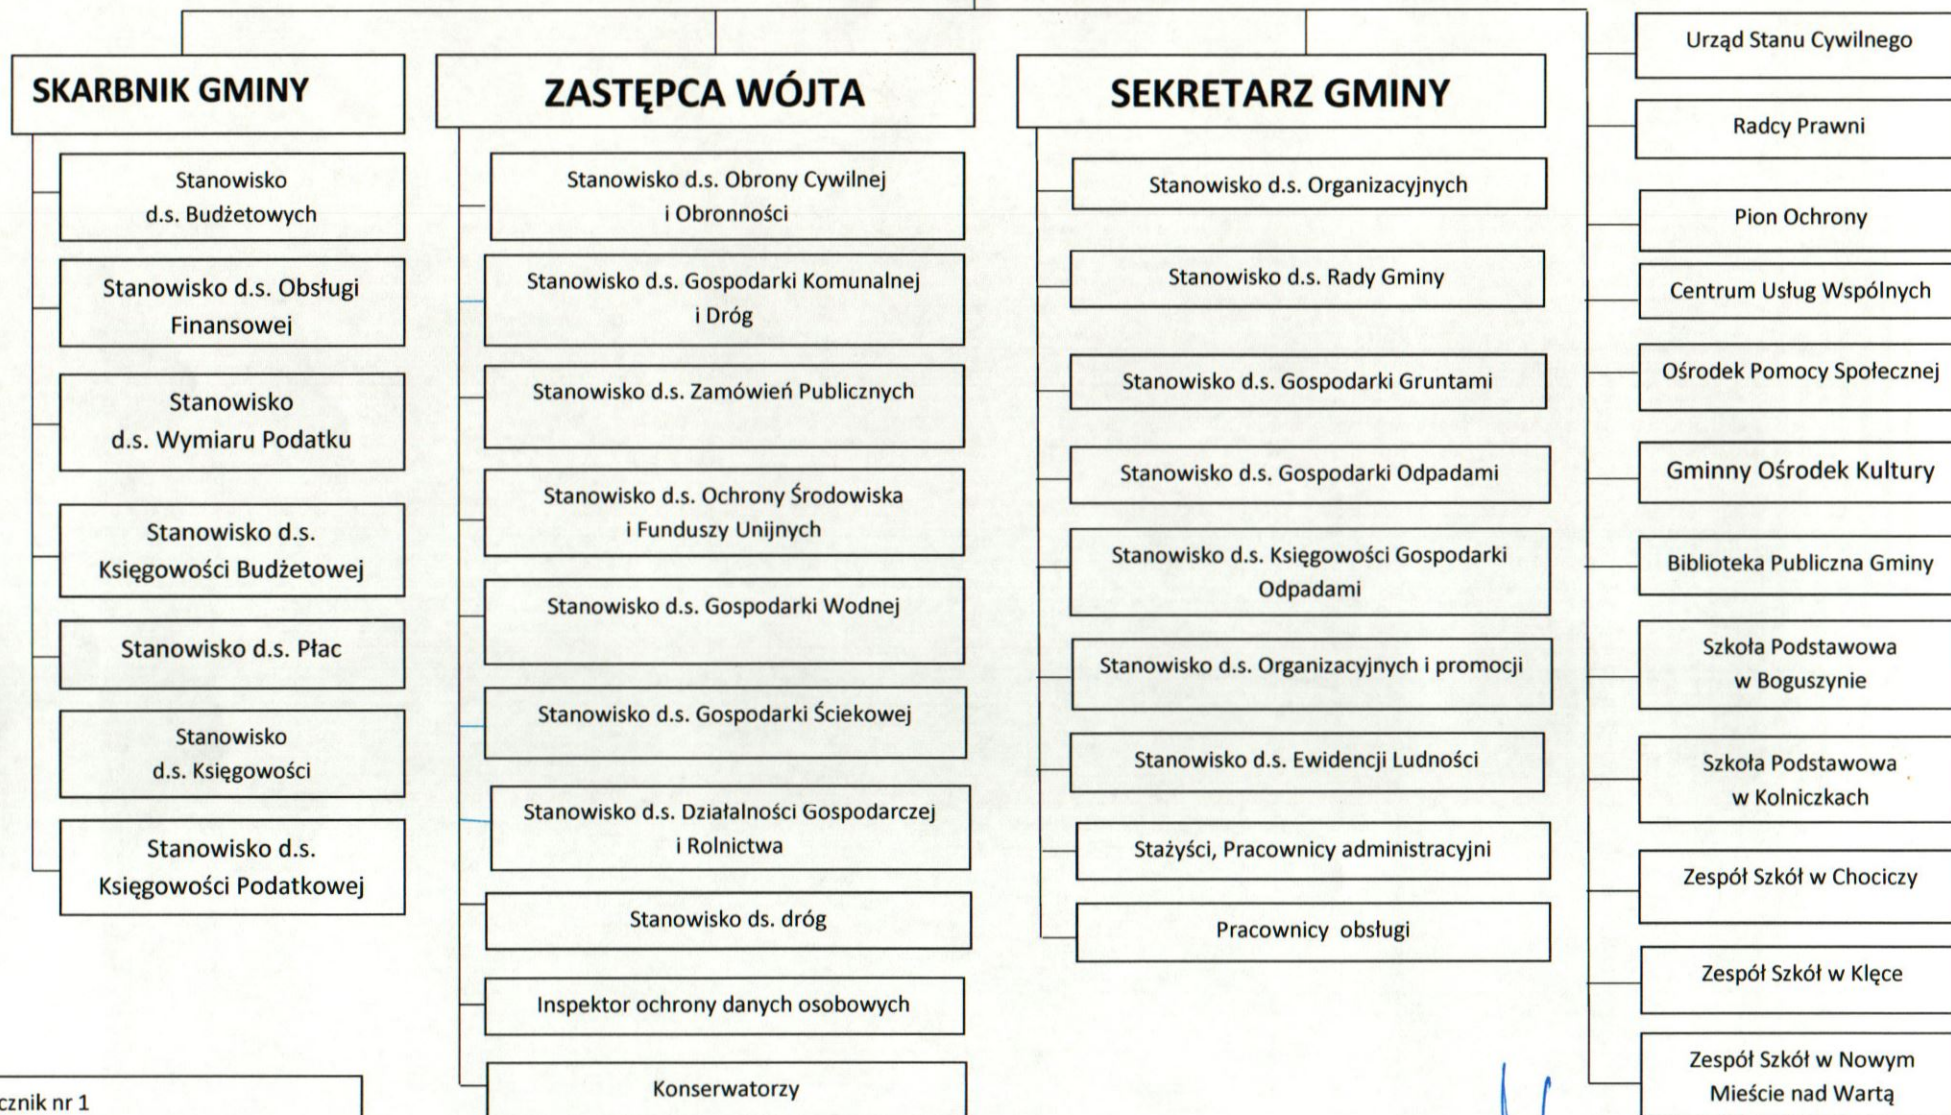 SKARBNIK GMINY
Stanowisko
d.s. Budżetowych
Stanowisko d.s. Obsługi
Finansowej
Stanowisko
d.s. Wymiaru Podatku
Stanowisko d.s.
Księgowości Budżetowej
Stanowisko d.s. Płac
Stanowisko
d.s. Księgowości
Stanowisko d.s.
Księgowości Podatkowej
ZASTĘPCA WÓJTA
Stanowisko d.s. Obrony Cywilnej
i Obronności
Stanowisko d.s. Gospodarki Komunalnej
i Dróg
Stanowisko d.s. Zamówień Publicznych
Stanowisko d.s. Ochrony Środowiska
i Funduszy Unijnych
Stanowisko d.s. Gospodarki Wodnej
Stanowisko d.s. Gospodarki Ściekowej
Stanowisko d.s. Działalności Gospodarczej
i Rolnictwa
Stanowisko ds. dróg
Inspektor ochrony danych osobowych
Konserwatorzy
SEKRETARZ GMINY
Stanowisko d.s. Organizacyjnych
Stanowisko d.s. Rady Gminy
Stanowisko d.s. Gospodarki Gruntami
Stanowisko d.s. Gospodarki Odpadami
Stanowisko d.s. Księgowości Gospodarki
Odpadami
Stanowisko d.s. Organizacyjnych i promocji
Stanowisko d.s. Ewidencji Ludności
Stażyści, Pracownicy administracyjni
Pracownicy obsługi
Urząd Stanu Cywilnego
Radcy Prawni
Pion Ochrony
Centrum Usług Wspólnych
Ośrodek Pomocy Społecznej
Gminny Ośrodek Kultury
Biblioteka Publiczna Gminy
Szkoła Podstawowa
w Boguszynie
Szkoła Podstawowa
w Kolniczkach
Zespół Szkół w Chociczy
Zespół Szkół w Klęce
Zespół Szkół w Nowym
Mieście nad Wartą
cznik nr 1